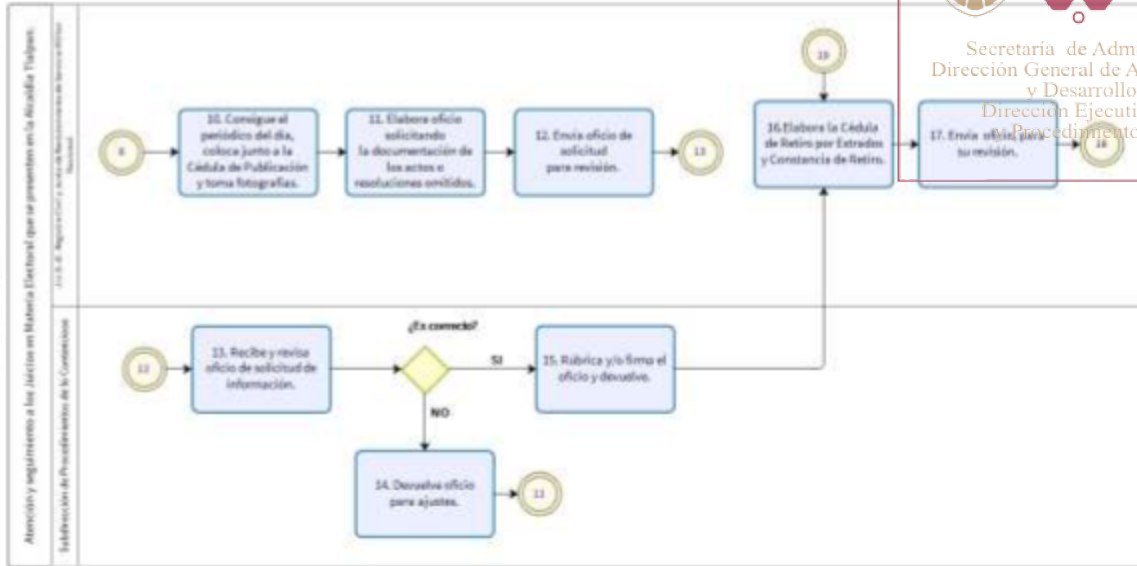 Atención y seguimiento a los Juicios en Materia Electoral que se presenten en la Alcaldía Tlalpan.
Nacional
10. Consigue el
periódico del día,
coloca junto a la
Cédula de Publicación
y toma fotografías.
11. Elabora oficio
solicitando
la documentación de
los actos o
resoluciones omitidos.
12. Envía oficio de
solicitud
para revisión.
13
19
16.Elabora la Cédula
de Retiro por Estrados
y Constancia de Retiro.
17. Envía oficio, para
su revisión.
18
Secretaría de Adm
Dirección General de A
y Desarrollo
Dirección Ejecuti
y Procedimiento
Subdirección de Procedimientos de lo Contencioso
12
13. Recibe y revisa
oficio de solicitud de
información.
¿Es correcto?
SI
NO
15. Rúbrica y/o firma el
oficio y devuelve.
14. Devuelve oficio
para ajustes.
11